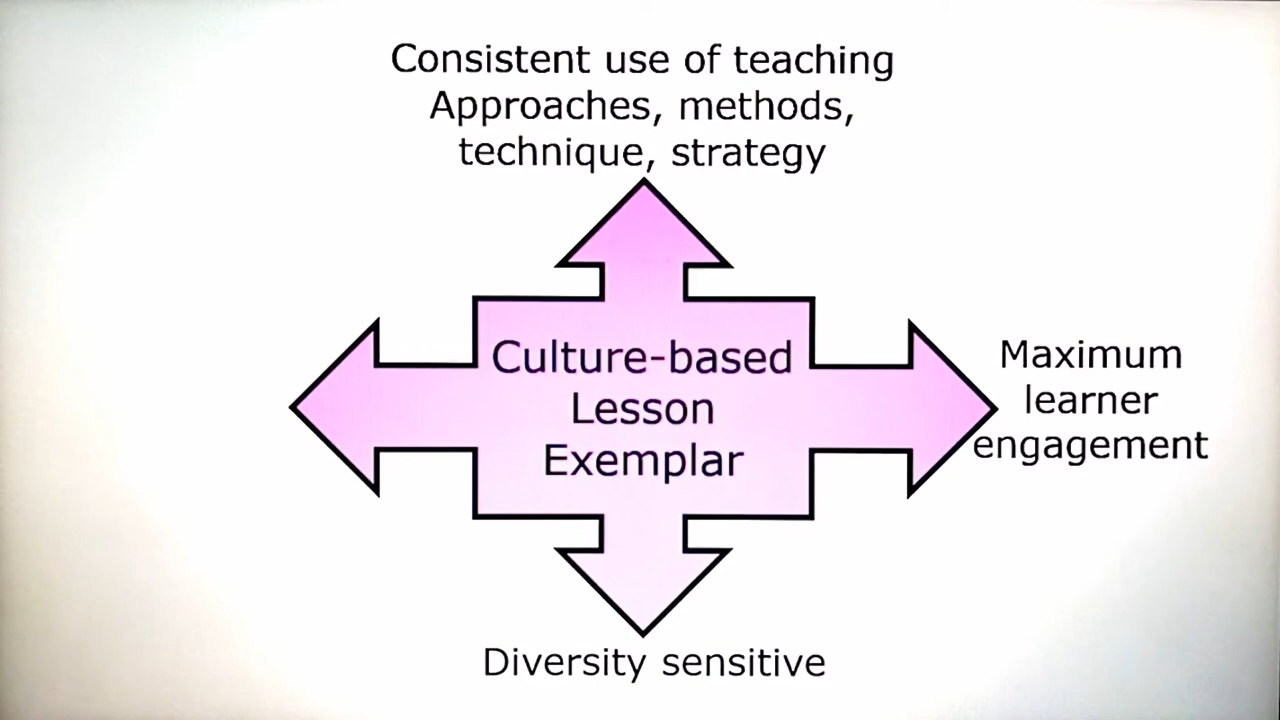 Consistent use of teaching
Approaches, methods,
technique, strategy
Culture-based
Lesson
Exemplar
Maximum
learner
engagement
Diversity sensitive